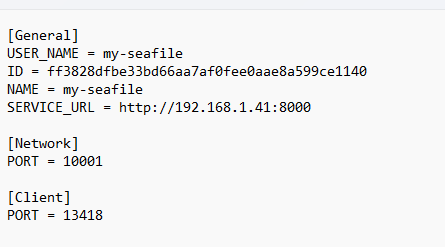 [General]
USER_NAME = my-seafile
ID = ff3828dfbe33bd66aa7af0fee0aae8a599ce1140
NAME = my-seafile
SERVICE_URL = http://192.168.1.41:8000
[Network]
PORT = 10001
[Client]
PORT = 13418